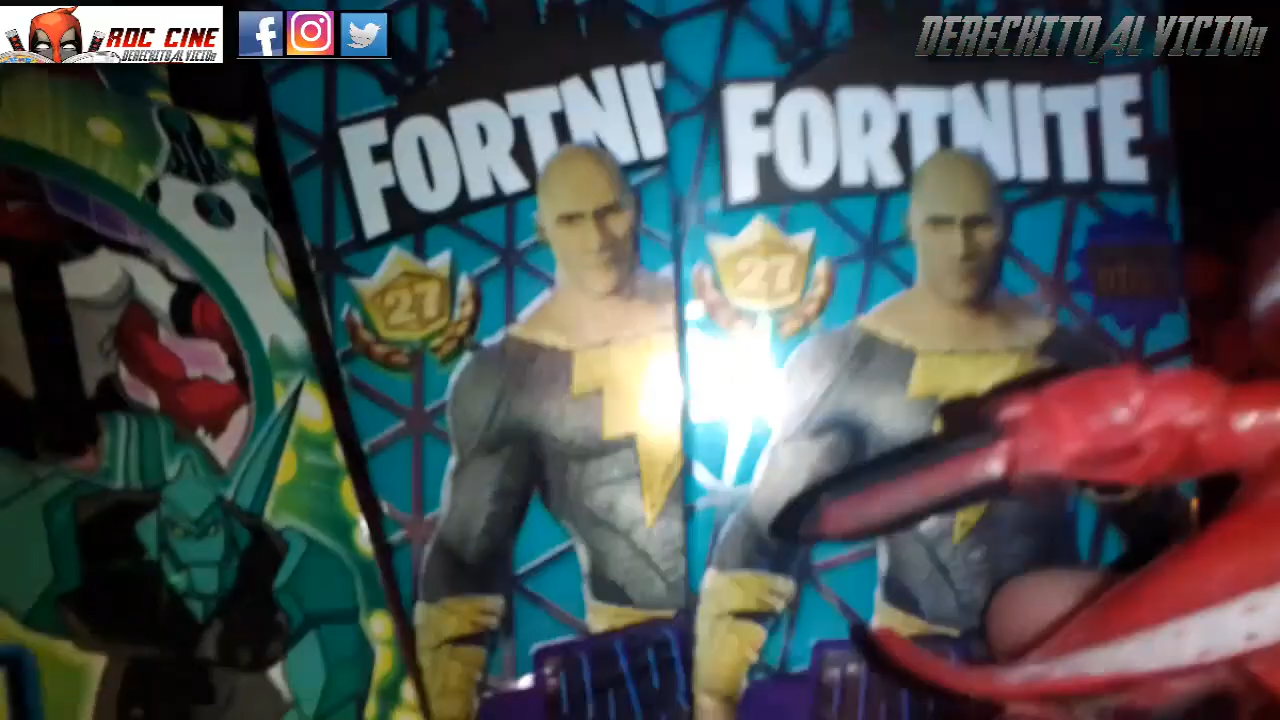 ROC CINE
DERECHITO AL VICIO!!
DERECHITO AL VICIO!!
FORTNI
FORTNITE
27
27